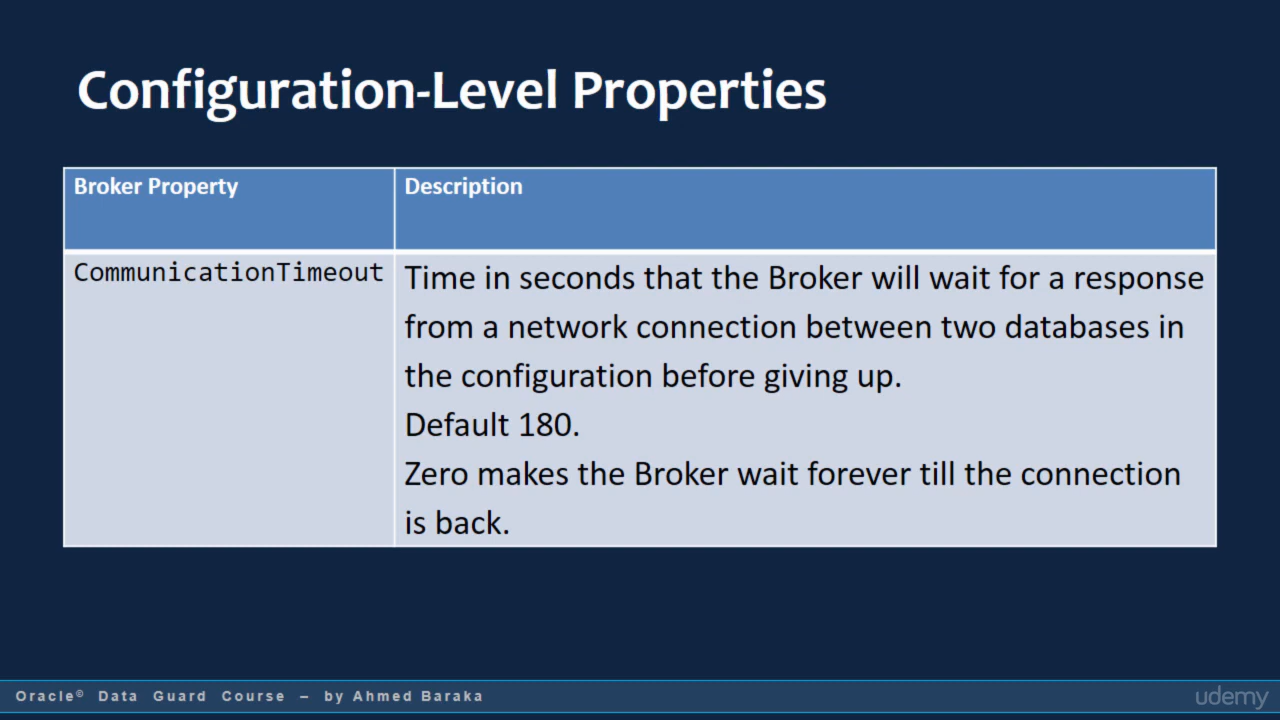 Configuration-Level Properties
Broker Property
Description
CommunicationTimeout
Time in seconds that the Broker will wait for a response
from a network connection between two databases in
the configuration before giving up.
Default 180.
Zero makes the Broker wait forever till the connection
is back.
Oracle© Data Guard Course – by Ahmed Baraka
udemy